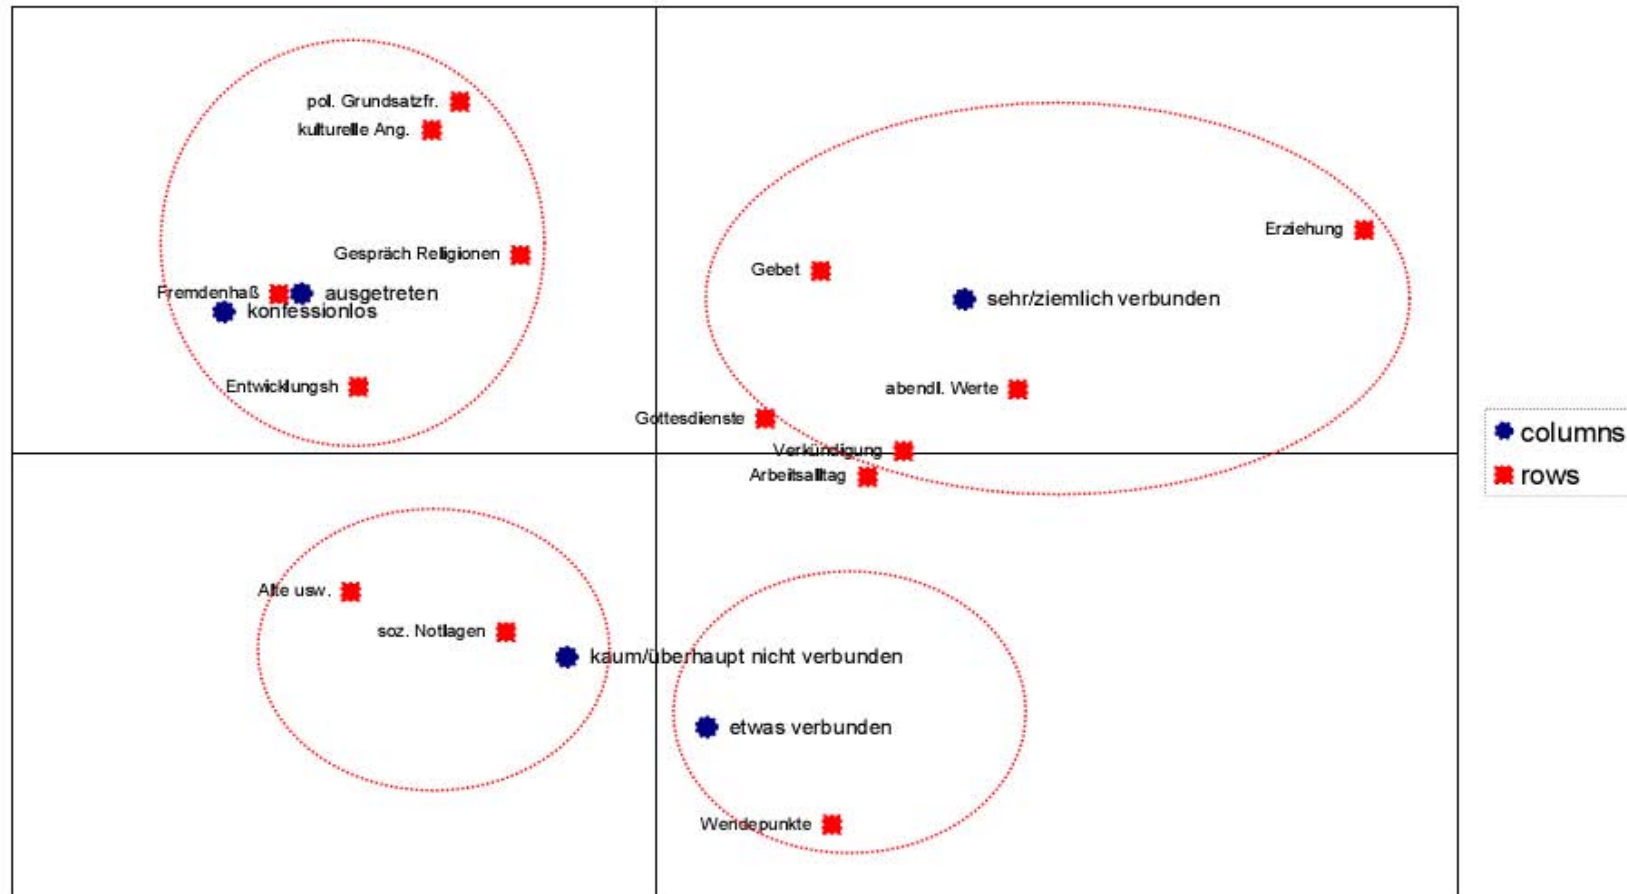 pol. Grundsatzfr.
kulturelle Ang.
Erziehung
Gespräch Religionen
Gebet
Fremdenhaß
ausgetreten
sehr/ziemlich verbunden
konfessionlos
Entwicklungsh
abendl. Werte
Gottesdienste
Verkündigung
Arbeitsalltag
columns
rows
Alte usw.
soz. Notlagen
kaum/überhaupt nicht verbunden
etwas verbunden
Wendepunkte